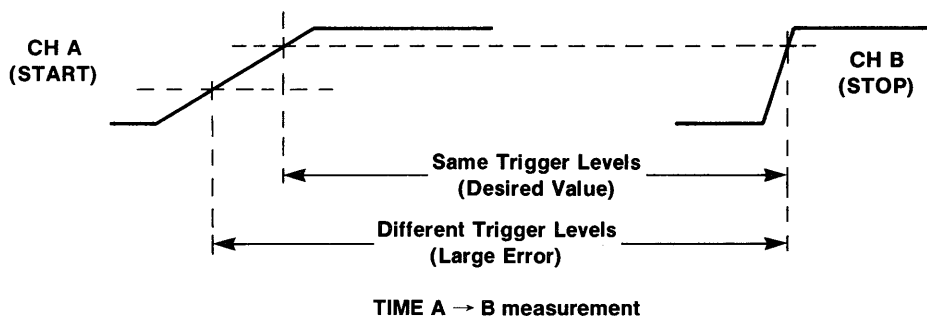 CH A
(START)
CH B
(STOP)
Same Trigger Levels
(Desired Value)
Different Trigger Levels
(Large Error)
TIME A → B measurement